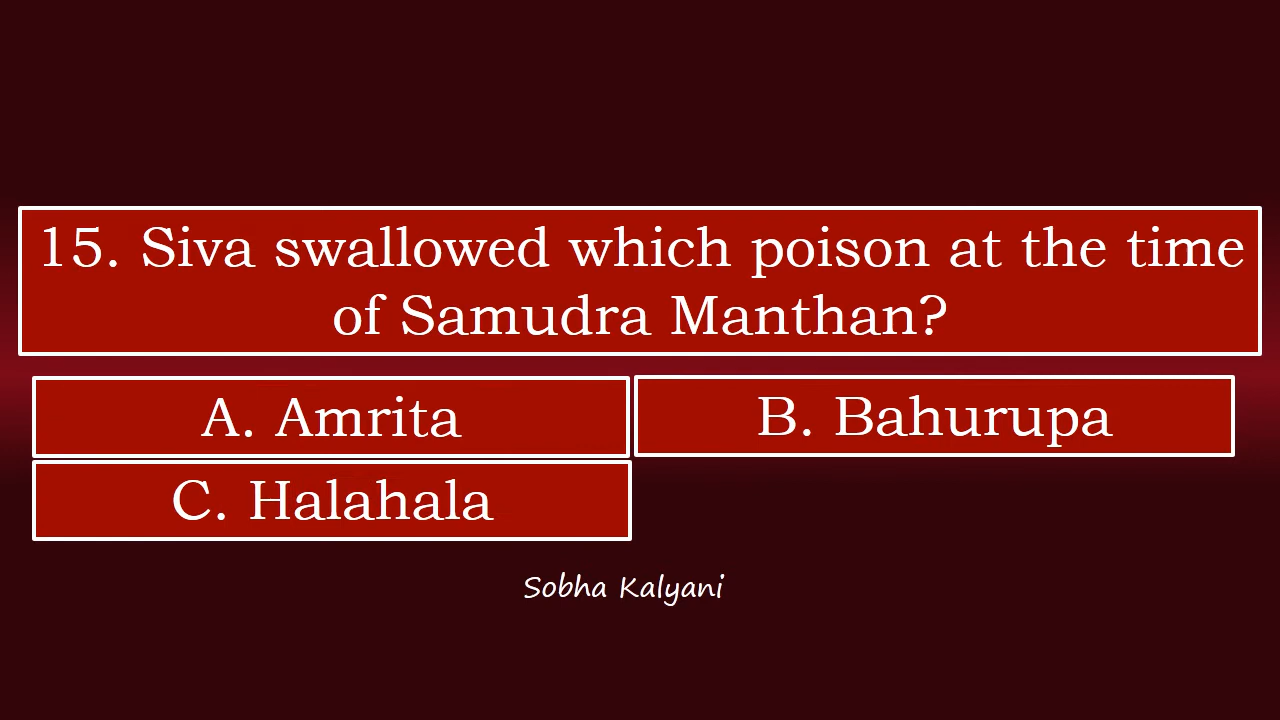 15. Siva swallowed which poison at the time
of Samudra Manthan?
A. Amrita
B. Bahurupa
C. Halahala
Sobha Kalyani